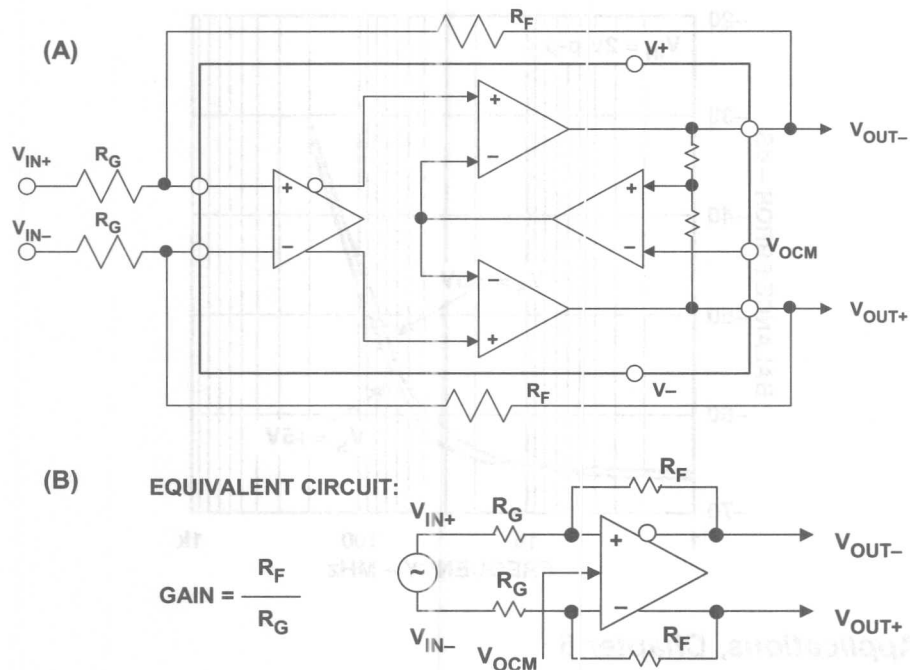 (A)
R_F
V+
V_OUT–
V_IN+
R_G
+
–
+
–
+
–
V_IN–
R_G
V_OCM
–
+
V_OUT+
V–
R_F
(B)
EQUIVALENT CIRCUIT:
R_F
V_IN+
R_G
+
V_OUT–
GAIN = R_F
R_G
~
R_G
–
V_OUT+
V_IN–
V_OCM
R_F